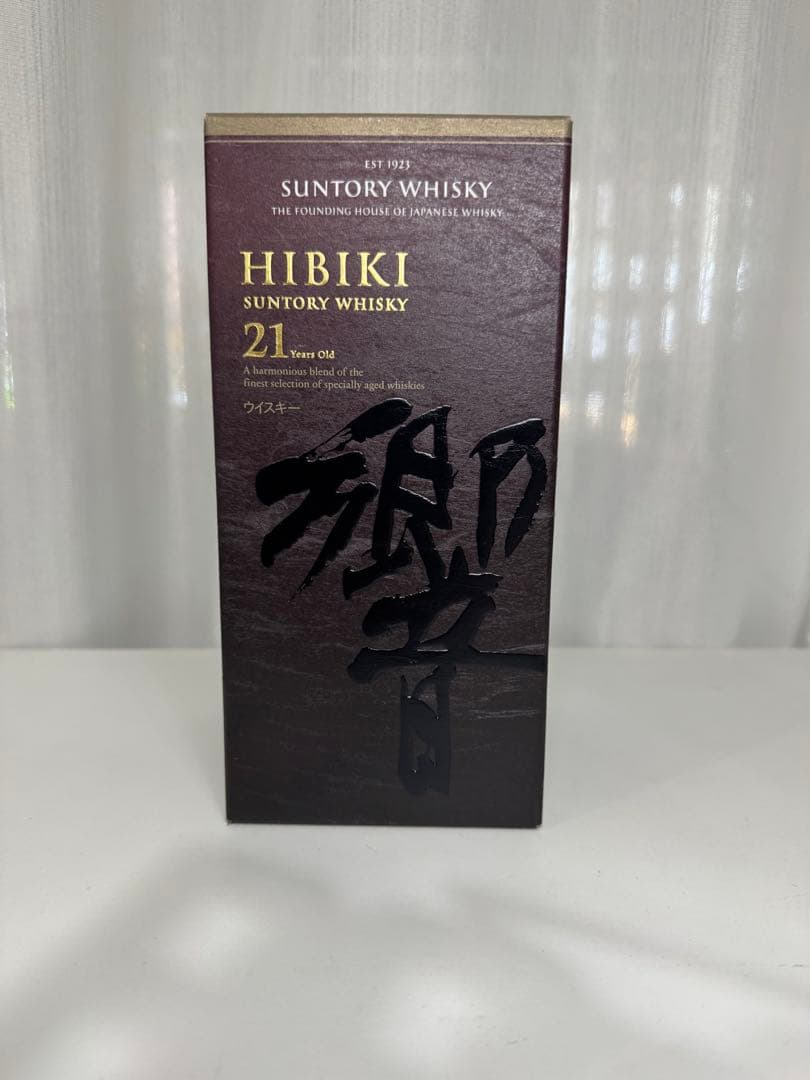 EST 1923
SUNTORY WHISKY
THE FOUNDING HOUSE OF JAPANESE WHISKY
HIBIKI
SUNTORY WHISKY
21 Years Old
A harmonious blend of the
finest selection of specially aged whiskies
ウイスキー
響